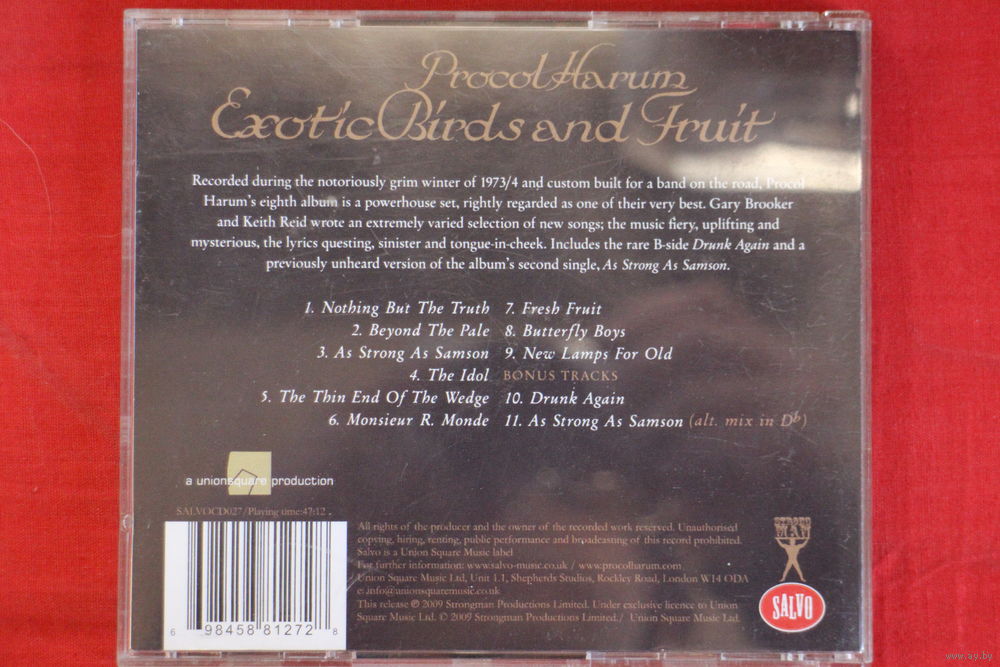 Procol Harum
Exotic Birds and Fruit
Recorded during the notoriously grim winter of 1973/4 and custom built for a band on the road, Procol
Harum's eighth album is a powerhouse set, rightly regarded as one of their very best. Gary Brooker
and Keith Reid wrote an extremely varied selection of new songs; the music fiery, uplifting and
mysterious, the lyrics questing, sinister and tongue-in-cheek. Includes the rare B-side Drunk Again and a
previously unheard version of the album's second single, As Strong As Samson.
1. Nothing But The Truth
2. Beyond The Pale
3. As Strong As Samson
4. The Idol
5. The Thin End Of The Wedge
6. Monsieur R. Monde
7. Fresh Fruit
8. Butterfly Boys
9. New Lamps For Old
BONUS TRACKS
10. Drunk Again
11. As Strong As Samson (alt. mix in D♭)
a unionsquare production
SALVOCD027/Playing time:47:12
6 98458 81272 8
All rights of the producer and the owner of the recorded work reserved. Unauthorised
copying, hiring, renting, public performance and broadcasting of this record prohibited.
Salvo is a Union Square Music label
For further information: www.salvo-music.co.uk / www.procolharum.com
Union Square Music Ltd, Unit 1.1, Shepherds Studios, Rockley Road, London W14 0DA
e: info@unionsquaremusic.co.uk
This release ℗ 2009 Strongman Productions Limited. Under exclusive licence to Union
Square Music Ltd. © 2009 Strongman Productions Limited./ Union Square Music Ltd.
STRONG
MAN
SALVO
www.ay.by